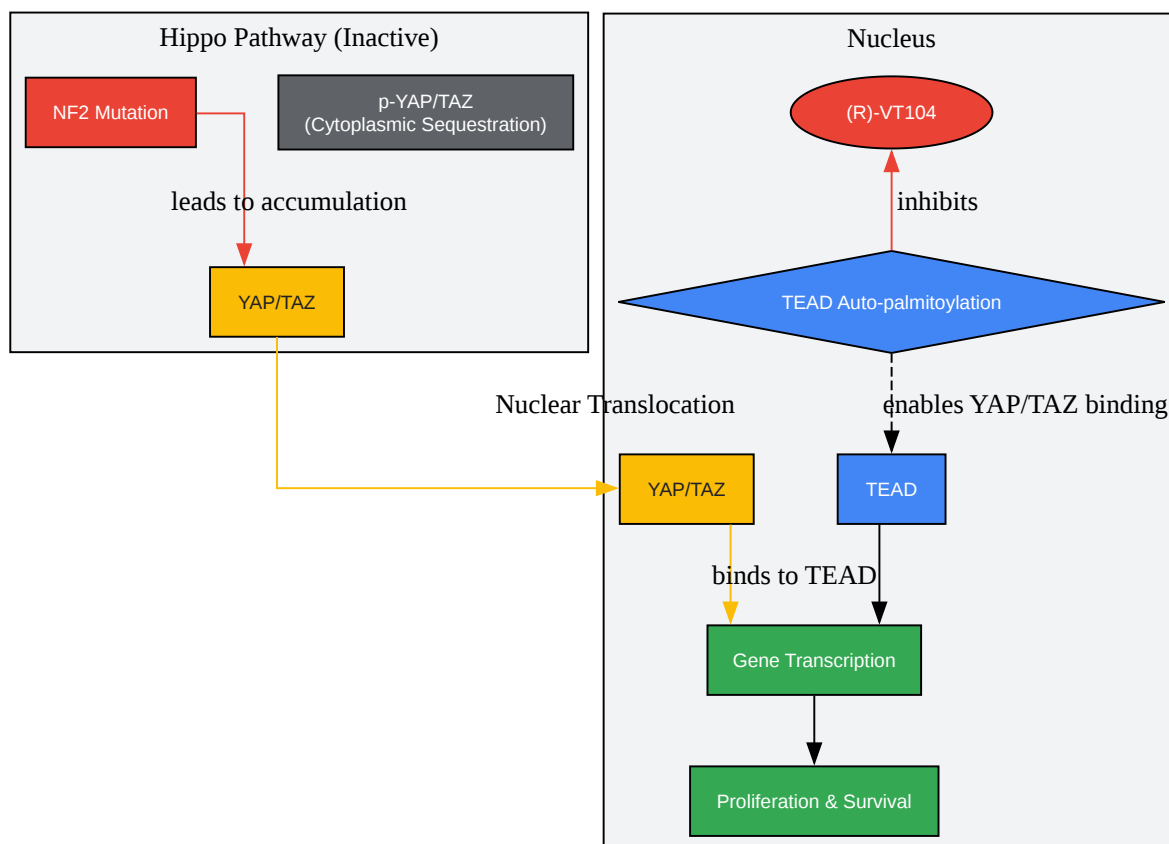 Hippo Pathway (Inactive)
NF2 Mutation
p-YAP/TAZ
(Cytoplasmic Sequestration)
leads to accumulation
YAP/TAZ
Nucleus
(R)-VT104
inhibits
TEAD Auto-palmitoylation
Nuclear Translocation
enables YAP/TAZ binding
YAP/TAZ
TEAD
binds to TEAD
Gene Transcription
Proliferation & Survival